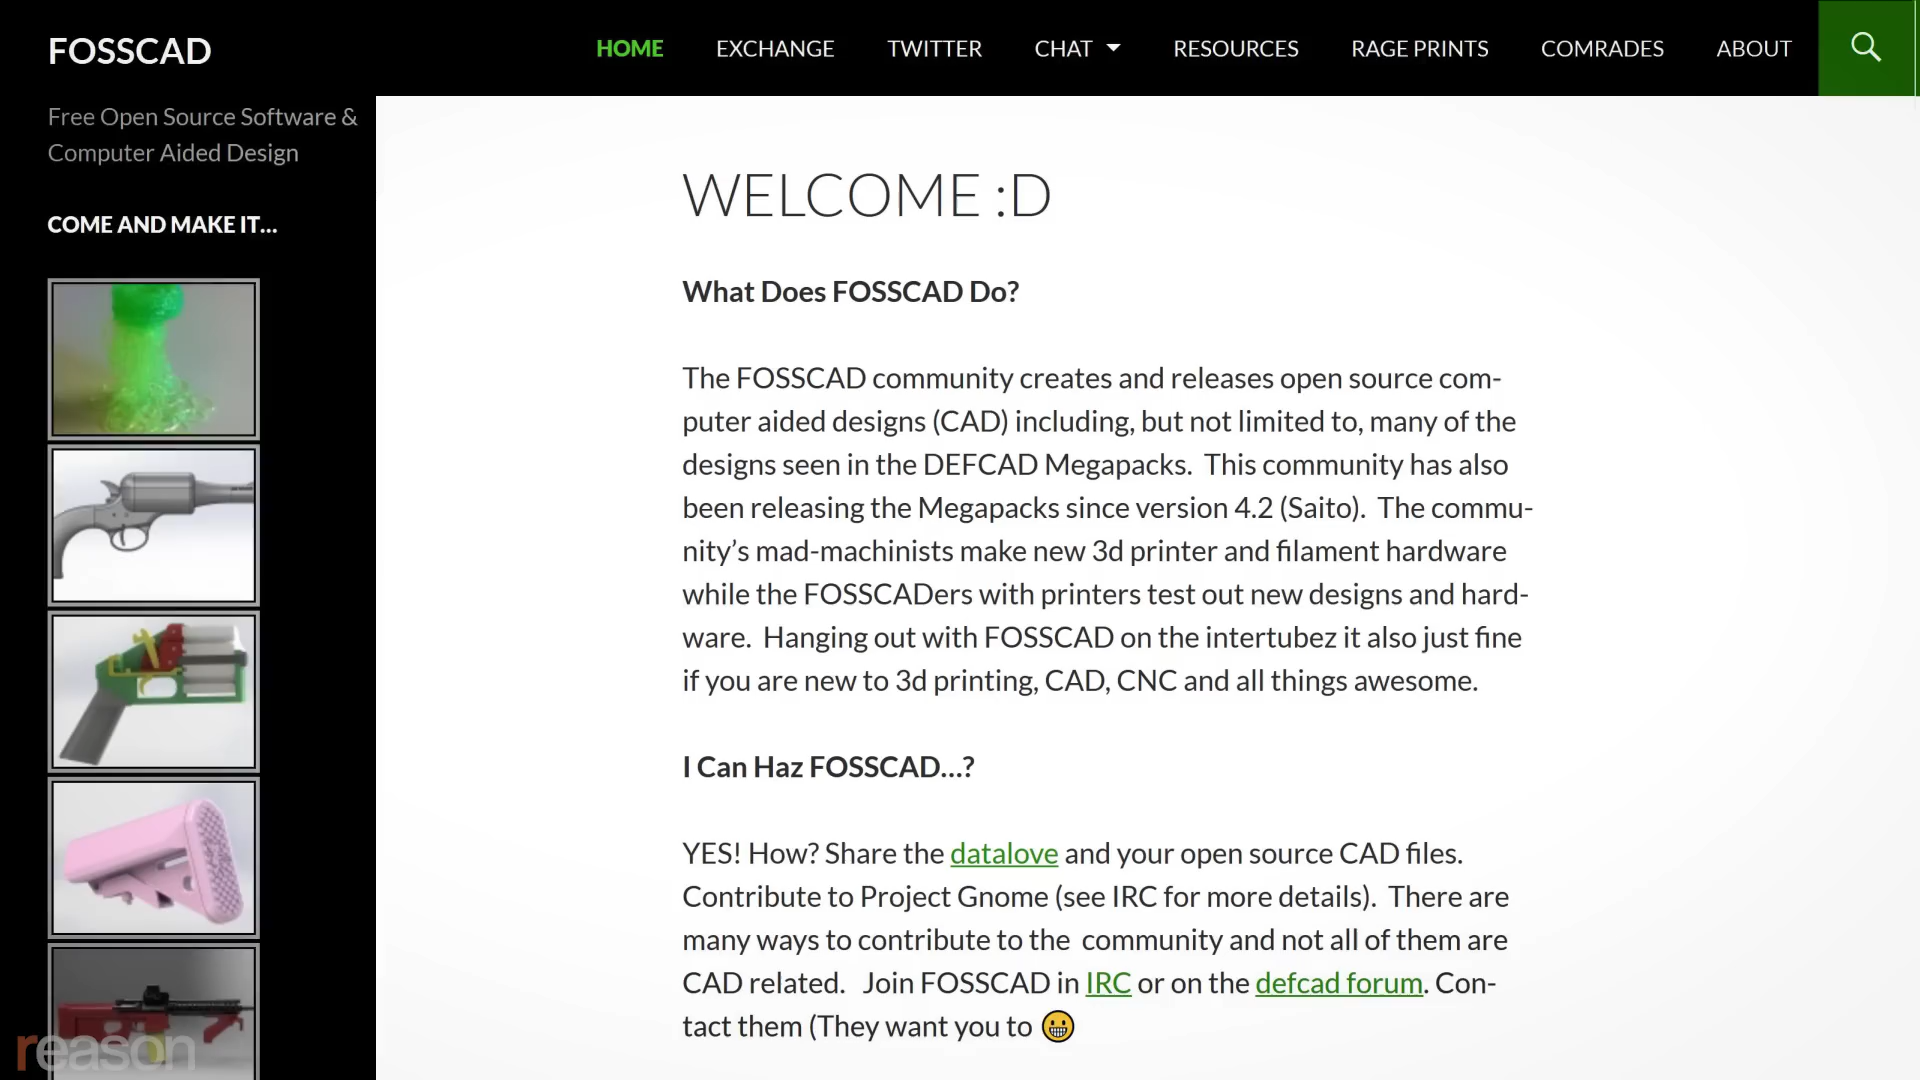 FOSSCAD
HOME
EXCHANGE
TWITTER
CHAT
RESOURCES
RAGE PRINTS
COMRADES
ABOUT
Free Open Source Software &
Computer Aided Design
COME AND MAKE IT...
WELCOME :D
What Does FOSSCAD Do?
The FOSSCAD community creates and releases open source com-
puter aided designs (CAD) including, but not limited to, many of the
designs seen in the DEFCAD Megapacks.  This community has also
been releasing the Megapacks since version 4.2 (Saito).  The commu-
nity's mad-machinists make new 3d printer and filament hardware
while the FOSSCADers with printers test out new designs and hard-
ware.  Hanging out with FOSSCAD on the intertubez it also just fine
if you are new to 3d printing, CAD, CNC and all things awesome.
I Can Haz FOSSCAD...?
YES! How? Share the datalove and your open source CAD files.
Contribute to Project Gnome (see IRC for more details).  There are
many ways to contribute to the  community and not all of them are
CAD related.   Join FOSSCAD in IRC or on the defcad forum. Con-
tact them (They want you to 😀
reason